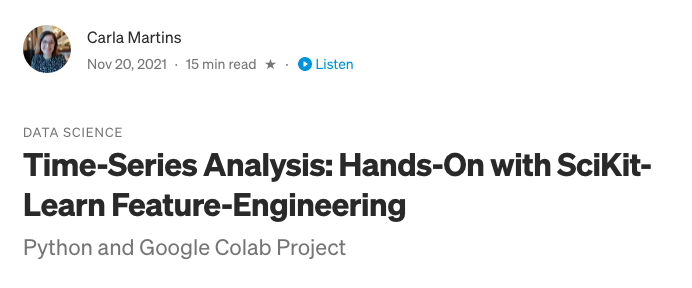 Carla Martins
Nov 20, 2021 · 15 min read ★ · Listen
DATA SCIENCE
Time-Series Analysis: Hands-On with SciKit-
Learn Feature-Engineering
Python and Google Colab Project